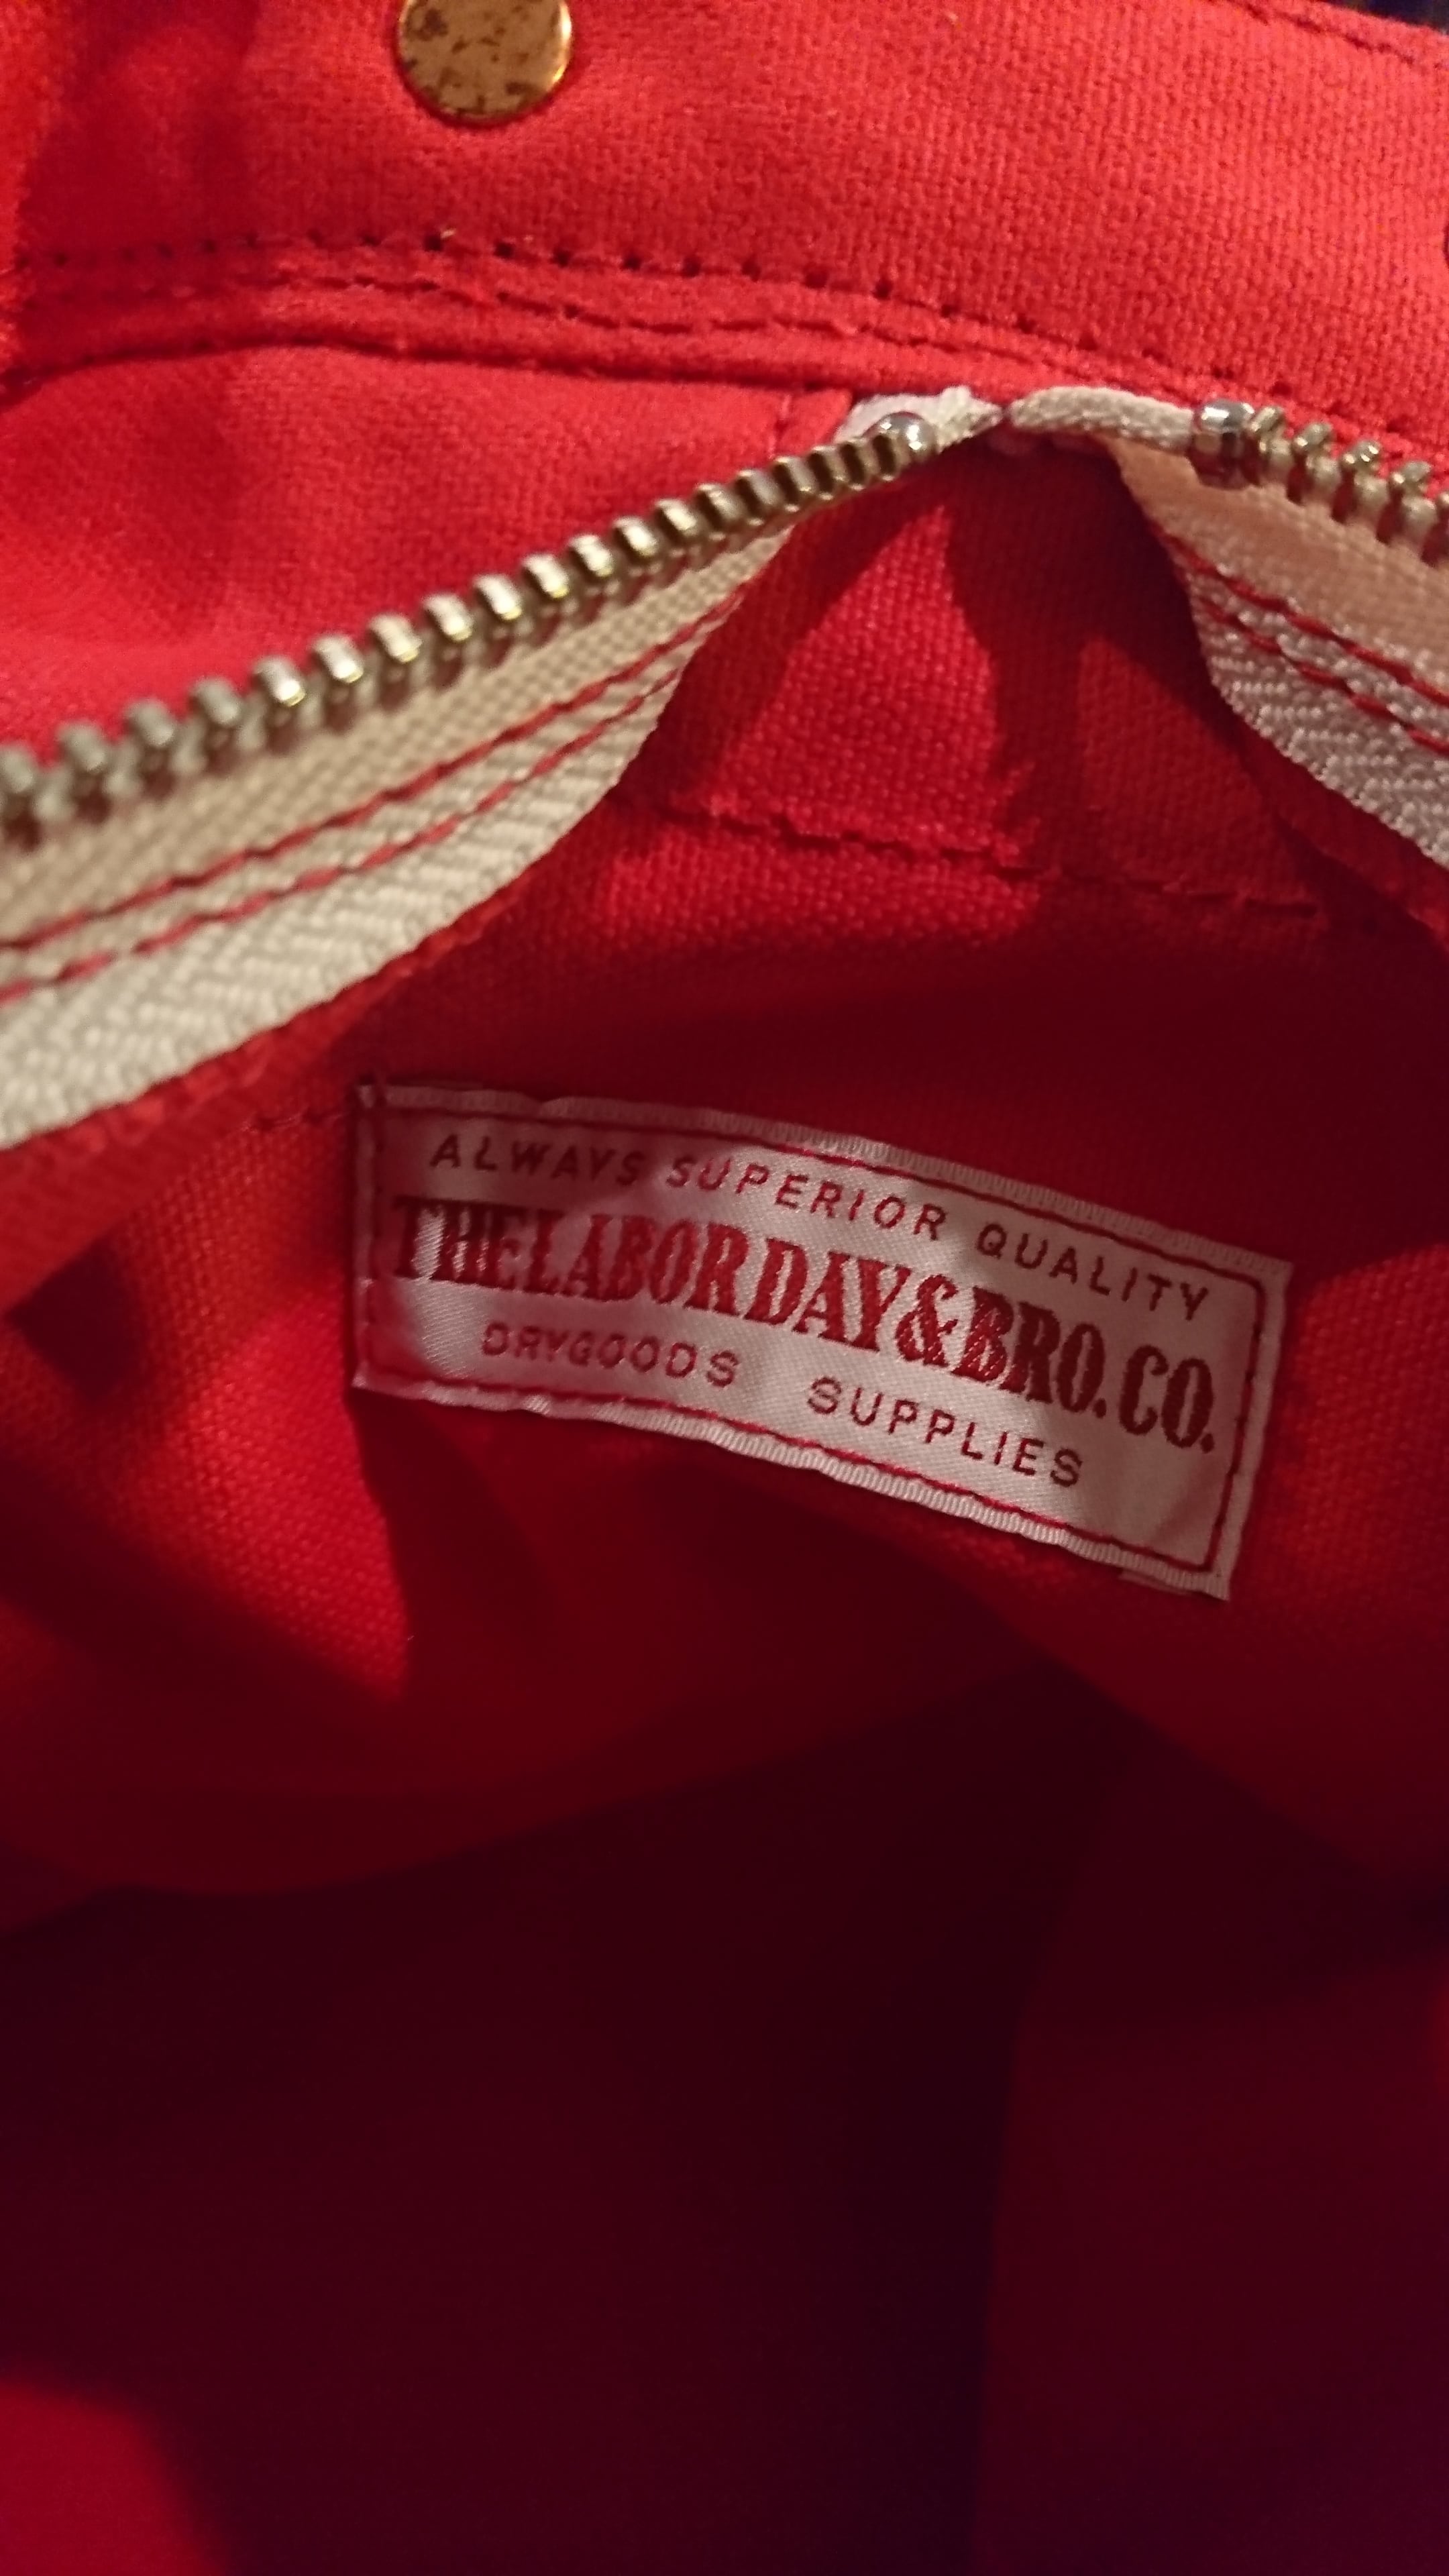 ALWAYS SUPERIOR QUALITY
THE LABOR DAY & BRO. CO.
DRYGOODS SUPPLIES